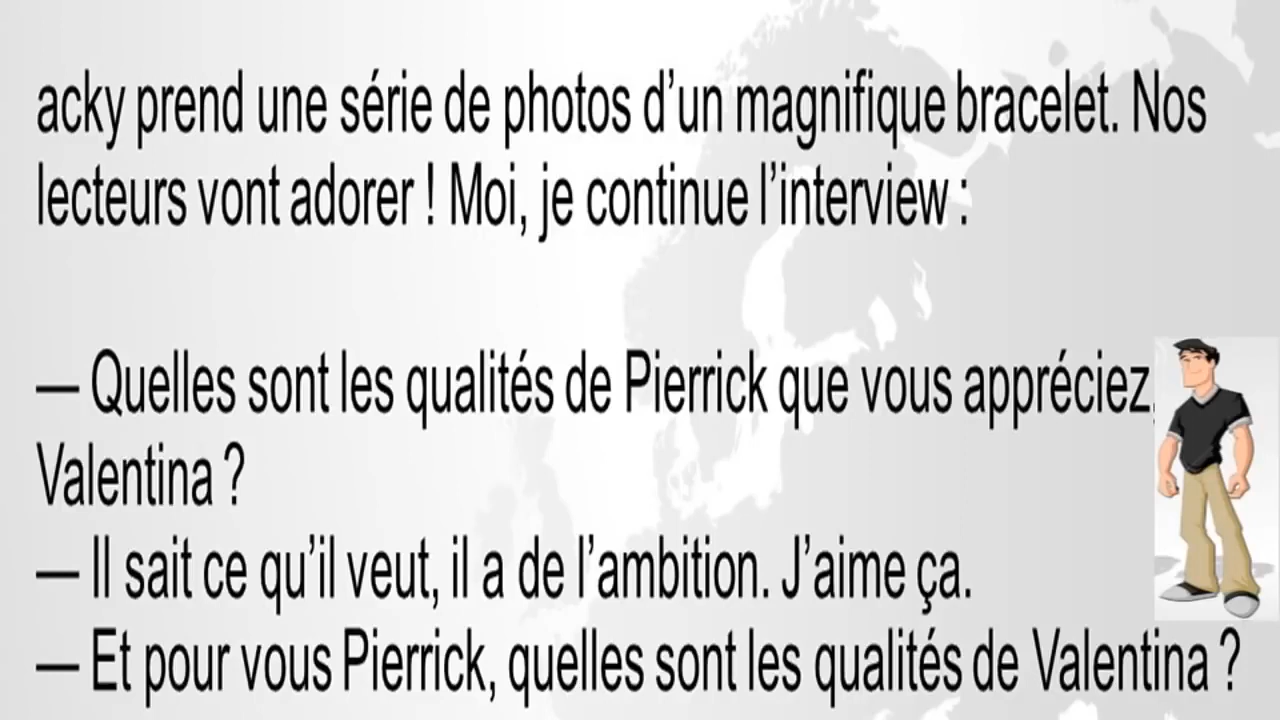 acky prend une série de photos d’un magnifique bracelet. Nos
lecteurs vont adorer ! Moi, je continue l’interview :
— Quelles sont les qualités de Pierrick que vous appréciez,
Valentina ?
— Il sait ce qu’il veut, il a de l’ambition. J’aime ça.
— Et pour vous Pierrick, quelles sont les qualités de Valentina ?